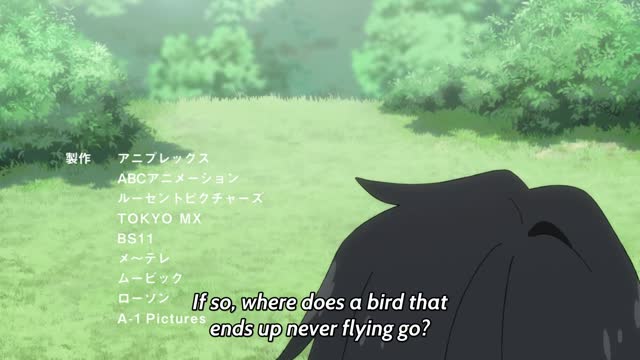 製作 アニプレックス
ABCアニメーション
ルーセントピクチャーズ
TOKYO MX
BS11
メ~テレ
ムービック
ローソン
A-1 Pictures
If so, where does a bird that
ends up never flying go?